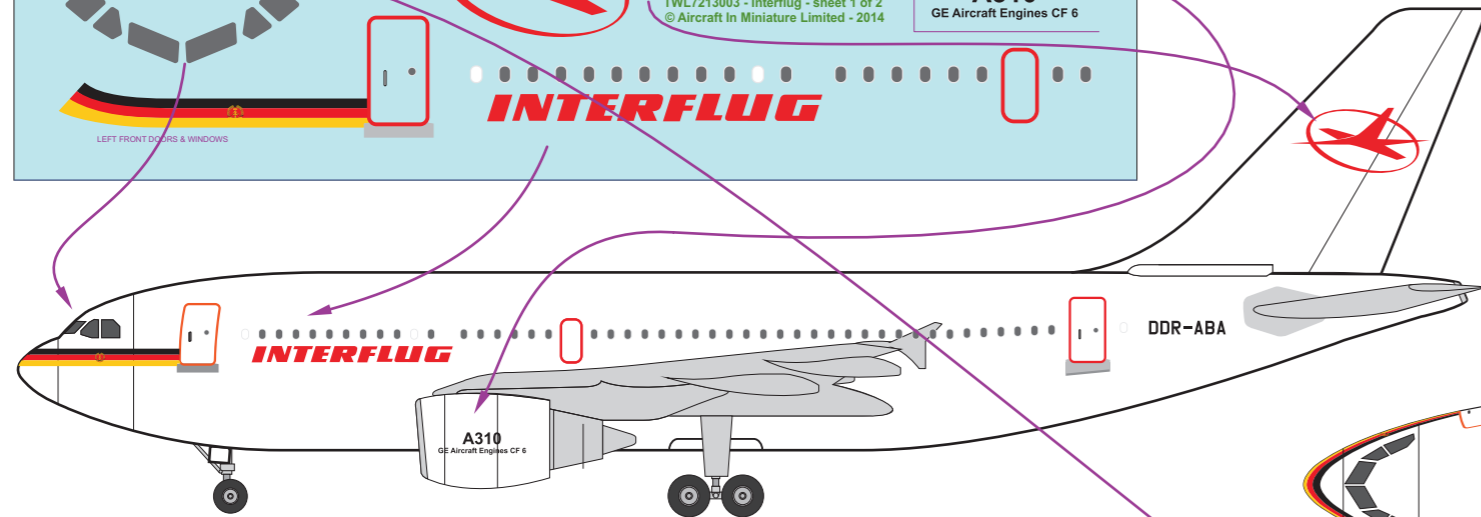 TWL7213003 - Interflug - sheet 1 of 2
© Aircraft In Miniature Limited - 2014
A310
GE Aircraft Engines CF 6
INTERFLUG
LEFT FRONT DOORS & WINDOWS
DDR-ABA
INTERFLUG
A310
GE Aircraft Engines CF 6